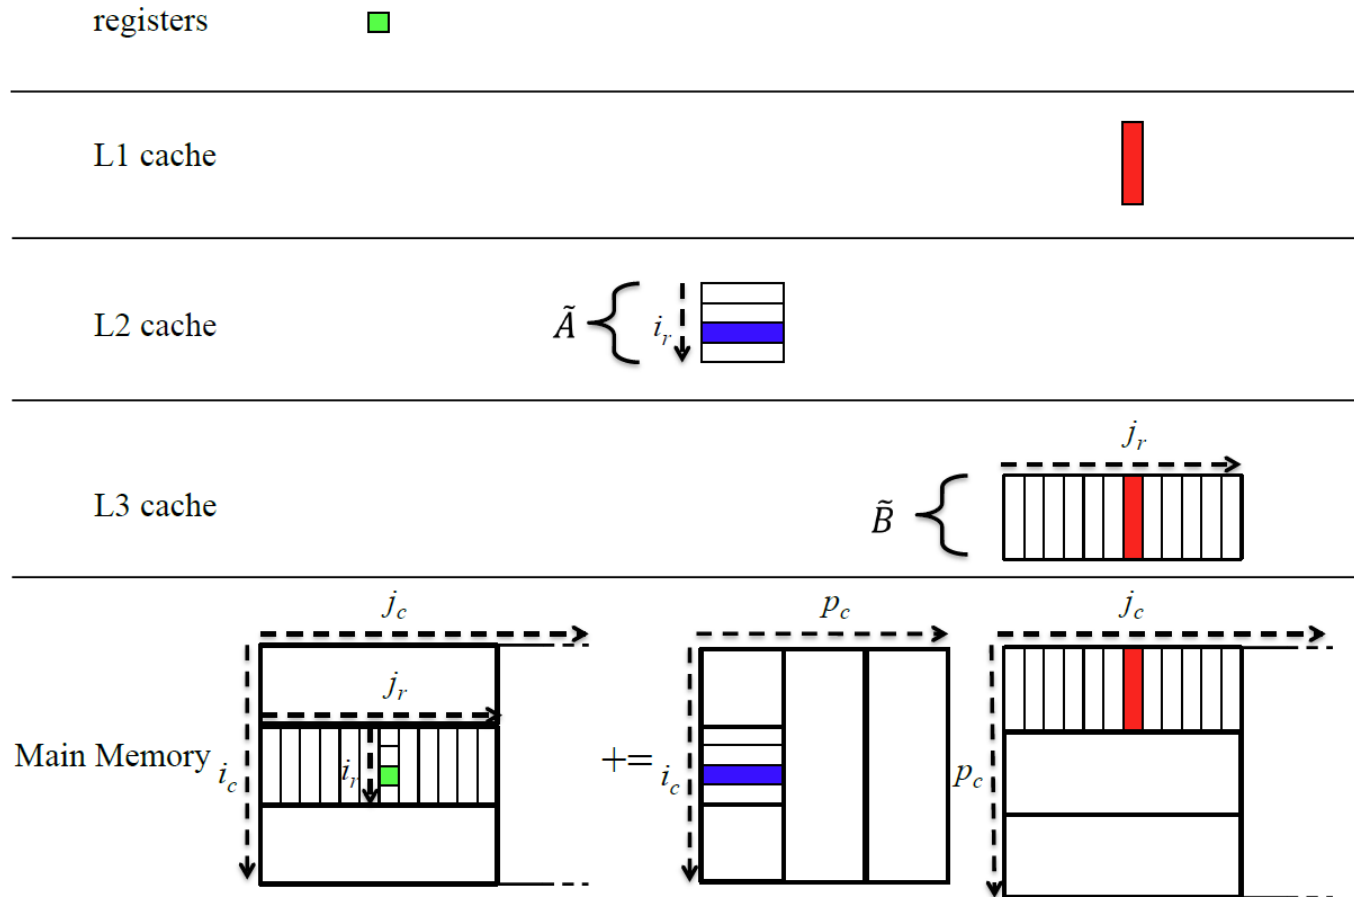 registers
L1 cache
L2 cache
Ã
i_r
L3 cache
j_r
B̃
Main Memory
j_c
j_r
i_c
i_r
+=
p_c
i_c
j_c
p_c